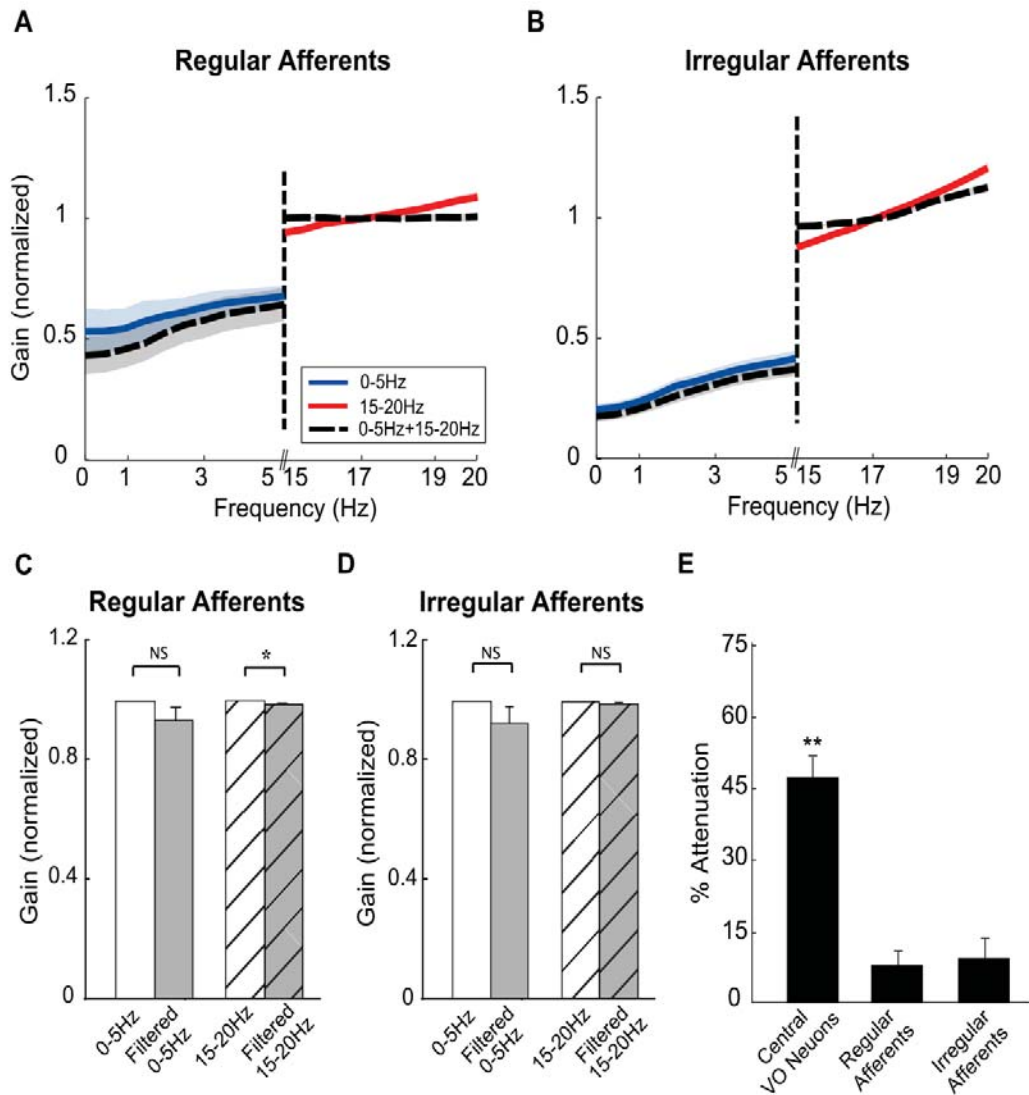 A
Regular Afferents
1.5
1
0.5
0
Gain (normalized)
0-5Hz
15-20Hz
0-5Hz+15-20Hz
0
1
3
5
15
17
19
20
Frequency (Hz)
B
Irregular Afferents
1.5
1
0.5
0
0
1
3
5
15
17
19
20
Frequency (Hz)
C
Regular Afferents
1.2
0.8
0.4
0
Gain (normalized)
NS
*
0-5Hz
Filtered
0-5Hz
15-20Hz
Filtered
15-20Hz
D
Irregular Afferents
1.2
0.8
0.4
0
Gain (normalized)
NS
NS
0-5Hz
Filtered
0-5Hz
15-20Hz
Filtered
15-20Hz
E
75
60
45
30
15
0
% Attenuation
**
Central
VO Neuons
Regular
Afferents
Irregular
Afferents